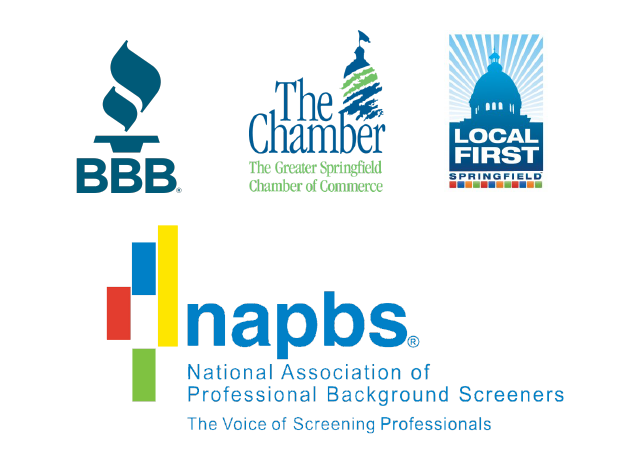 BBB®
The
Chamber
The Greater Springfield
Chamber of Commerce
LOCAL
FIRST
SPRINGFIELD
napbs®
National Association of
Professional Background Screeners
The Voice of Screening Professionals